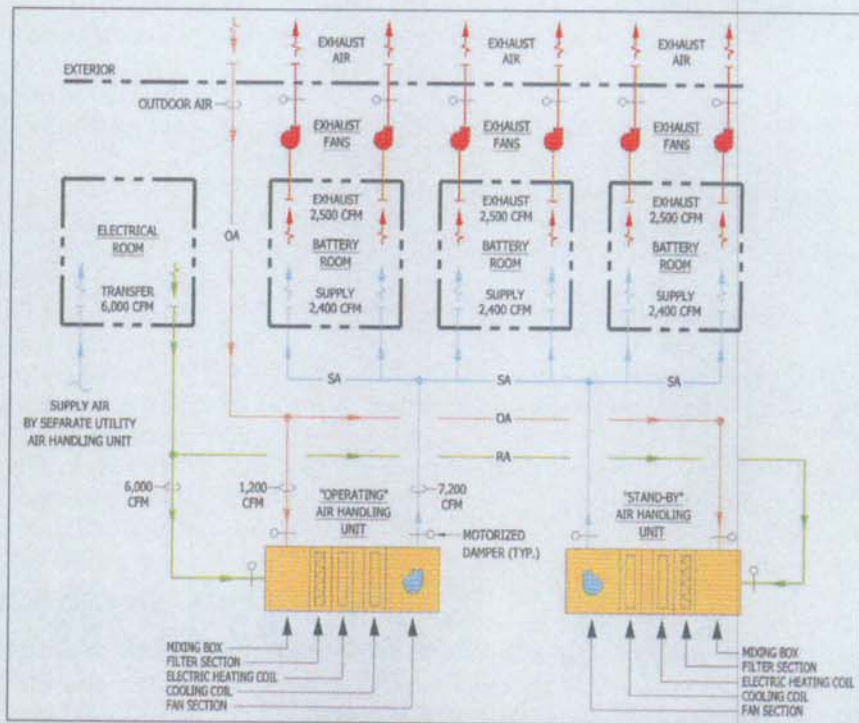 EXHAUST AIR
EXHAUST AIR
EXHAUST AIR
EXTERIOR
OUTDOOR AIR
EXHAUST FANS
EXHAUST FANS
EXHAUST FANS
ELECTRICAL ROOM
TRANSFER 6,000 CFM
OA
EXHAUST 2,500 CFM
BATTERY ROOM
SUPPLY 2,400 CFM
EXHAUST 2,500 CFM
BATTERY ROOM
SUPPLY 2,400 CFM
EXHAUST 2,500 CFM
BATTERY ROOM
SUPPLY 2,400 CFM
SA
SA
SA
SUPPLY AIR
BY SEPARATE UTILITY
AIR HANDLING UNIT
OA
RA
6,000 CFM
1,200 CFM
"OPERATING"
AIR HANDLING
UNIT
7,200 CFM
MOTORIZED
DAMPER (TYP.)
"STAND-BY"
AIR HANDLING
UNIT
MIXING BOX
FILTER SECTION
ELECTRIC HEATING COIL
COOLING COIL
FAN SECTION
MIXING BOX
FILTER SECTION
ELECTRIC HEATING COIL
COOLING COIL
FAN SECTION